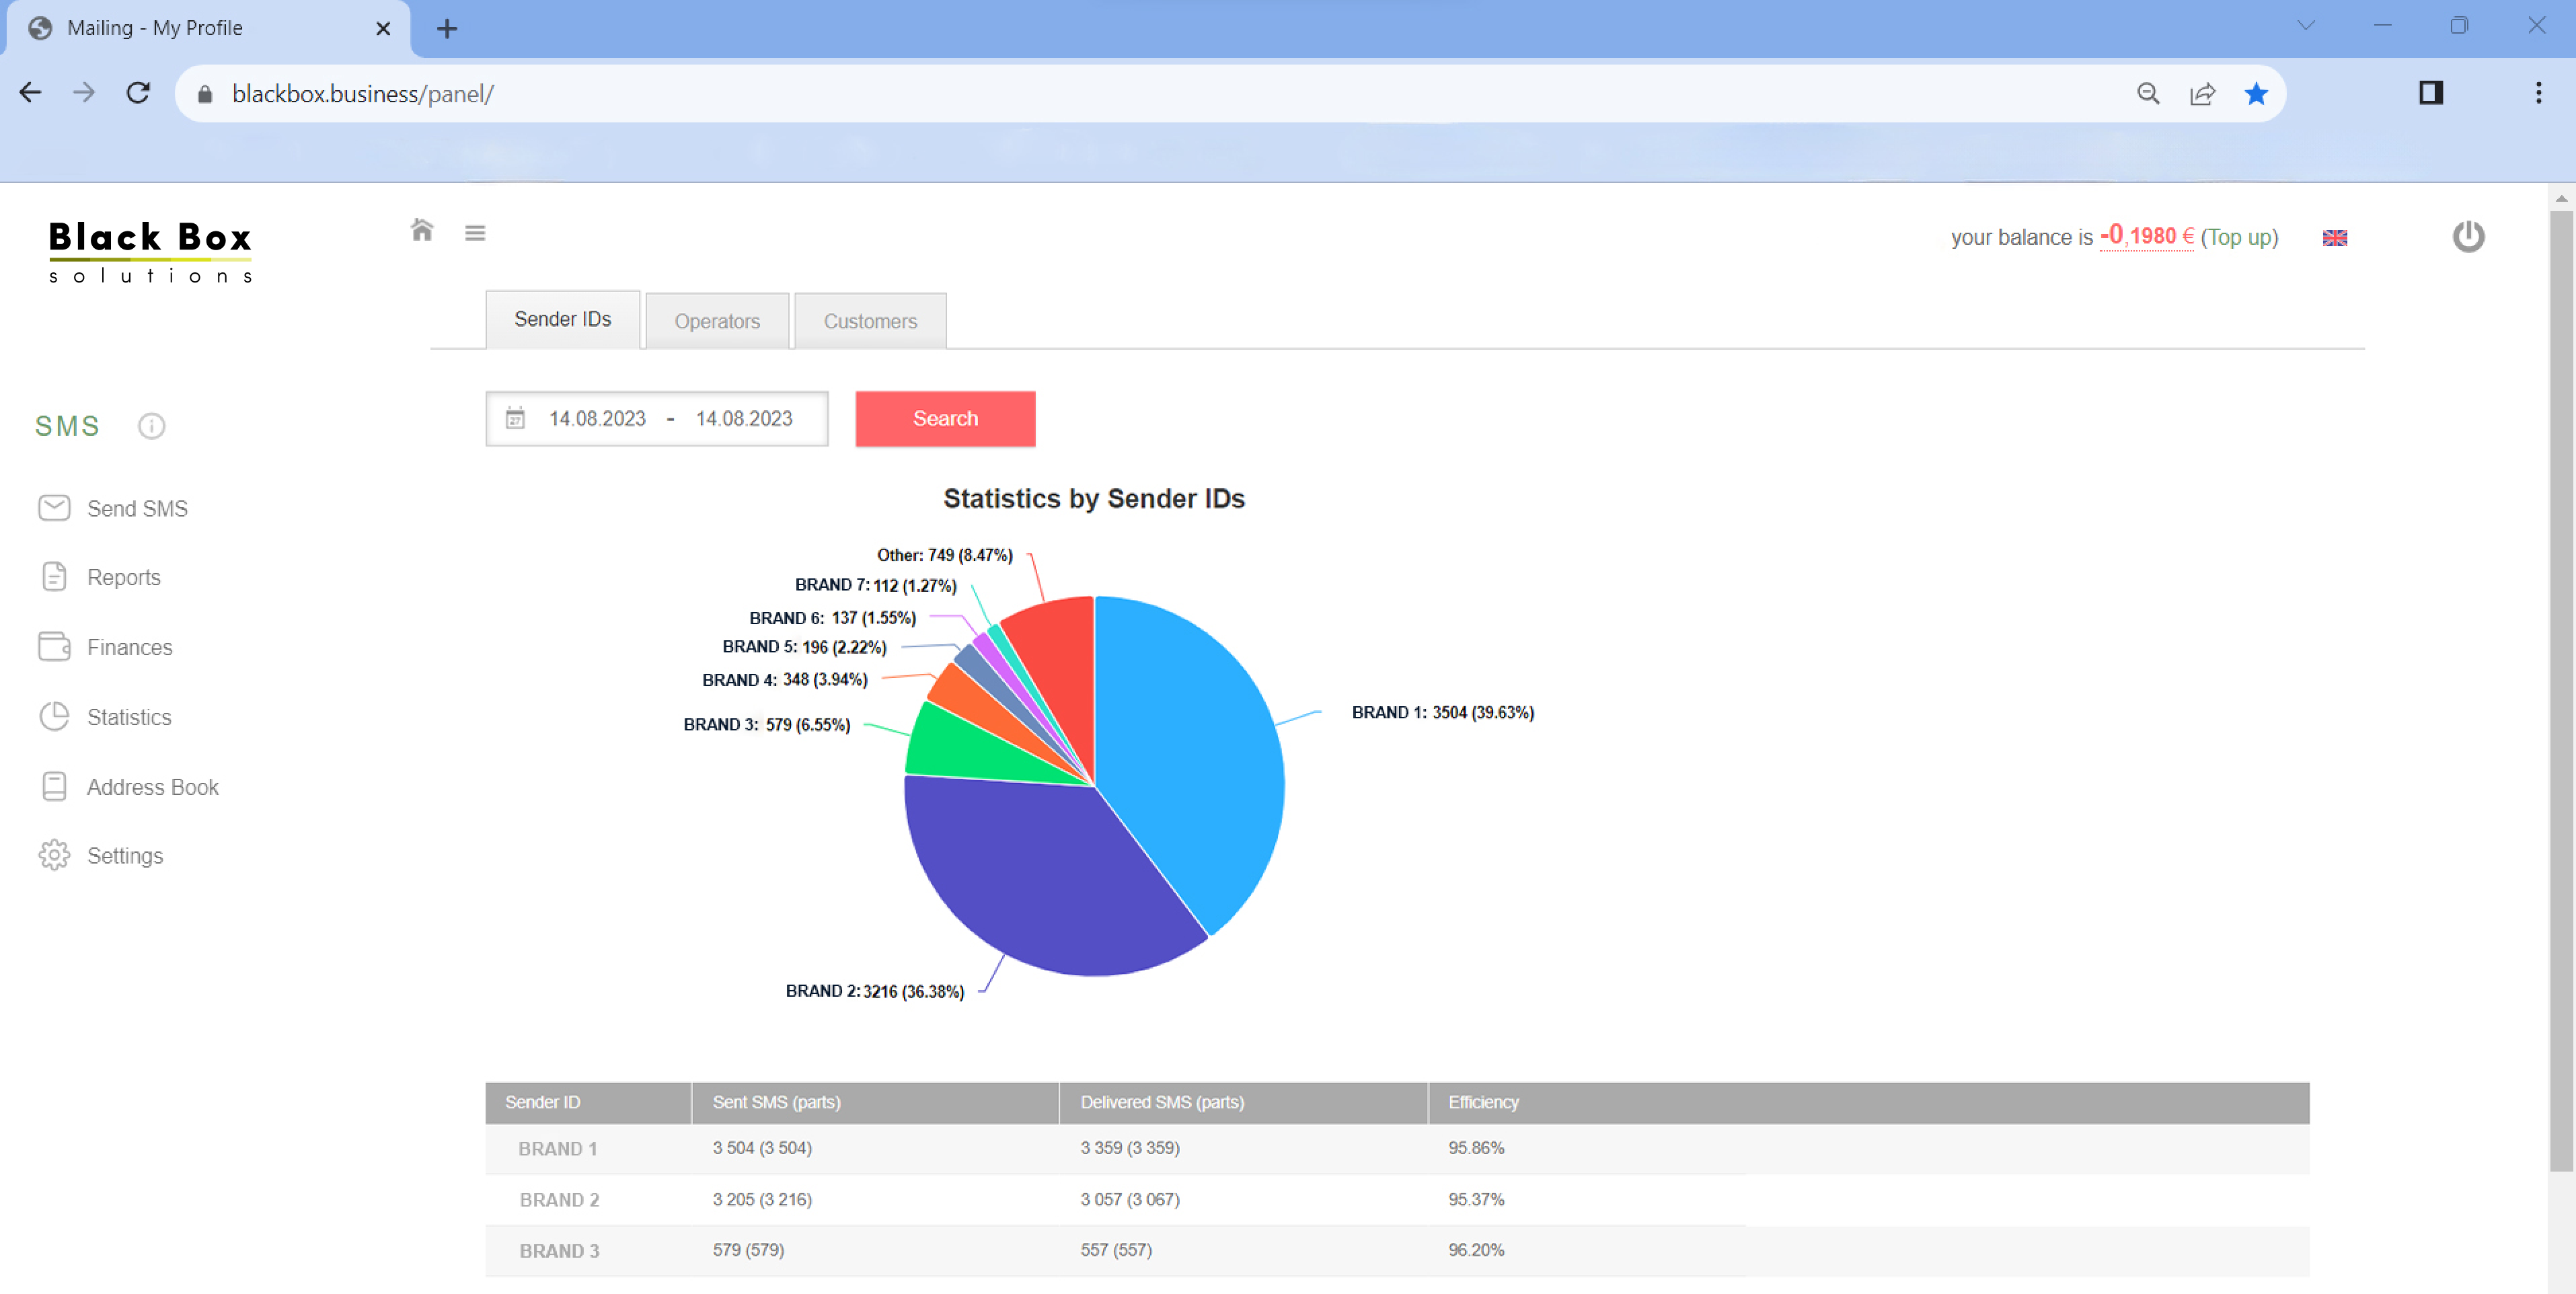 Mailing - My Profile
blackbox.business/panel/
Black Box
solutions
your balance is -0,1980 € (Top up)
Sender IDs
Operators
Customers
27
14.08.2023 - 14.08.2023
Search
SMS
Send SMS
Reports
Finances
Statistics
Address Book
Settings
Statistics by Sender IDs
Other: 749 (8.47%)
BRAND 7: 112 (1.27%)
BRAND 6: 137 (1.55%)
BRAND 5: 196 (2.22%)
BRAND 4: 348 (3.94%)
BRAND 3: 579 (6.55%)
BRAND 1: 3504 (39.63%)
BRAND 2: 3216 (36.38%)
Sender ID Sent SMS (parts) Delivered SMS (parts) Efficiency
BRAND 1 3 504 (3 504) 3 359 (3 359) 95.86%
BRAND 2 3 205 (3 216) 3 057 (3 067) 95.37%
BRAND 3 579 (579) 557 (557) 96.20%